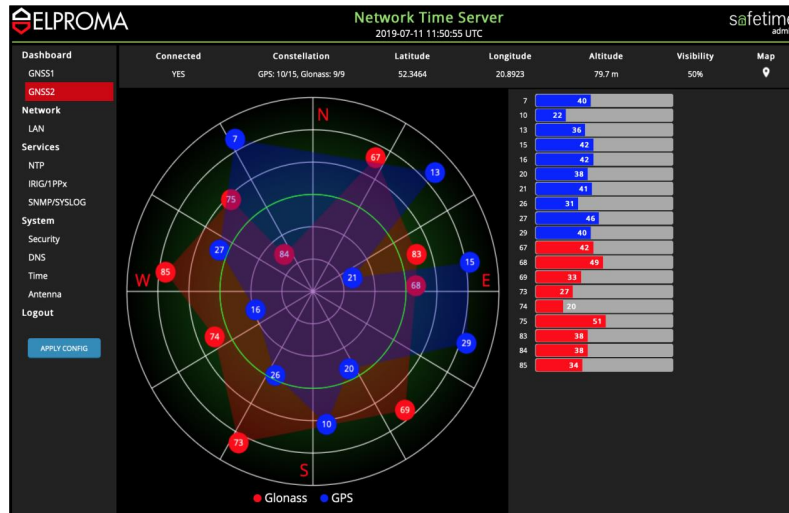 ELPROMA
Network Time Server
2019-07-11 11:50:55 UTC
safetime
admi
Dashboard
GNSS1
GNSS2
Network
LAN
Services
NTP
IRIG/1PPx
SNMP/SYSLOG
System
Security
DNS
Time
Antenna
Logout
APPLY CONFIG
Connected Constellation Latitude Longitude Altitude Visibility Map
YES GPS: 10/15, Glonass: 9/9 52.3464 20.8923 79.7 m 50%
N
7
67
13
75
27
84
83
15
W
85
21
68
E
16
74
29
26
20
10
69
73
S
Glonass GPS
7 40
10 22
13 36
15 42
16 42
20 38
21 41
26 31
27 46
29 40
67 42
68 49
69 33
73 27
74 20
75 51
83 38
84 38
85 34